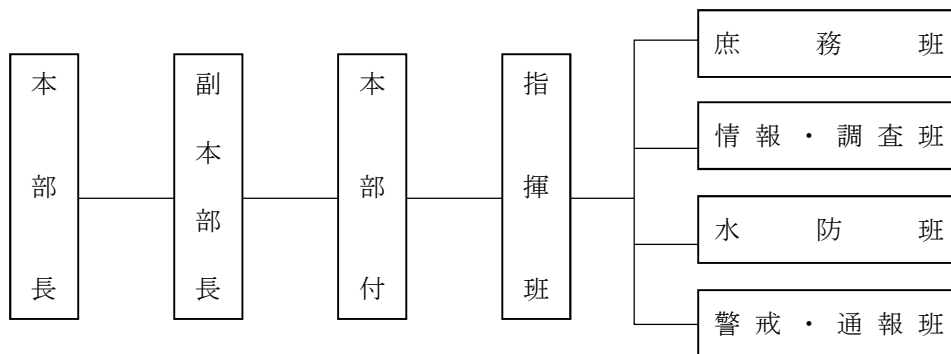 本部長
副本部長
本部付
指揮班
庶務班
情報・調査班
水防班
警戒・通報班